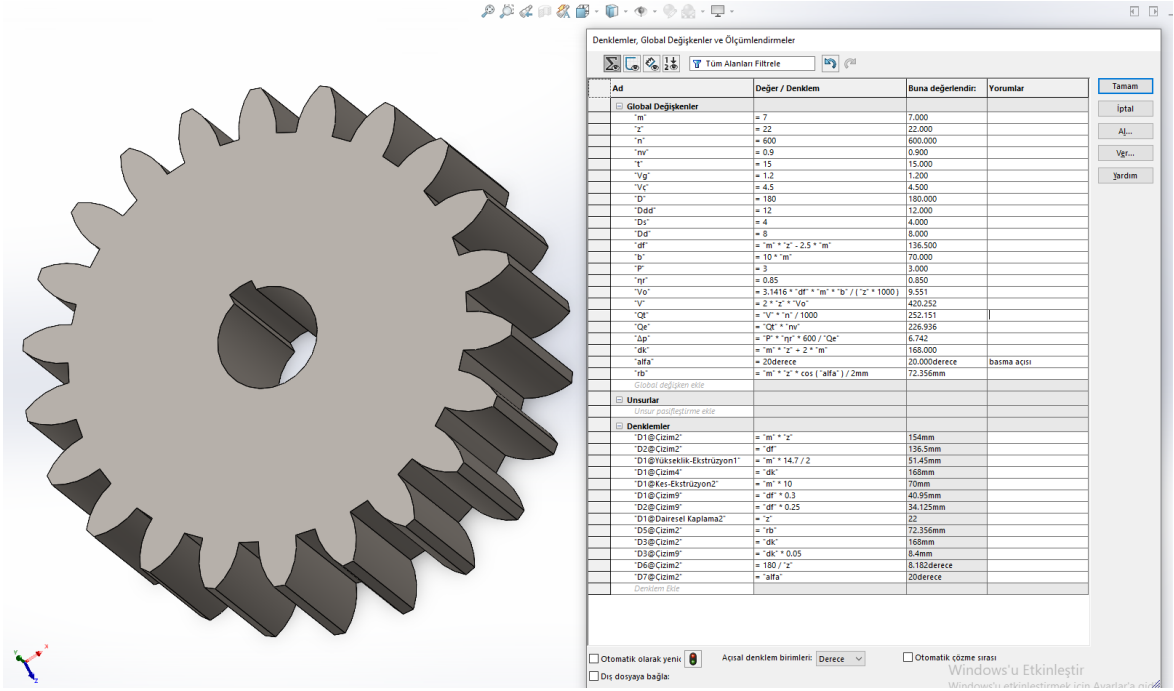 Denklemler, Global Değişkenler ve Ölçümlendirmeler
Tüm Alanları Filtrele
Ad Değer / Denklem Buna değerlendir: Yorumlar
Global Değişkenler
"m" = 7 7.000
"z" = 22 22.000
"n" = 600 600.000
"nv" = 0.9 0.900
"t" = 15 15.000
"Vg" = 1.2 1.200
"Vç" = 4.5 4.500
"D" = 180 180.000
"Ddd" = 12 12.000
"Ds" = 4 4.000
"Dd" = 8 8.000
"df" = "m" * "z" - 2.5 * "m" 136.500
"b" = 10 * "m" 70.000
"P" = 3 3.000
"ηr" = 0.85 0.850
"Vo" = 3.1416 * "df" * "m" * "b" / ( "z" * 1000 ) 9.551
"V" = 2 * "z" * "Vo" 420.252
"Qt" = "V" * "n" / 1000 252.151
"Qe" = "Qt" * "nv" 226.936
"Δp" = "P" * "ηr" * 600 / "Qe" 6.742
"dk" = "m" * "z" + 2 * "m" 168.000
"alfa" = 20derece 20.000derece basma açısı
"rb" = "m" * "z" * cos ( "alfa" ) / 2mm 72.356mm
Global değişken ekle
Unsurlar
Unsur pasifleştirme ekle
Denklemler
"D1@Çizim2" = "m" * "z" 154mm
"D2@Çizim2" = "df" 136.5mm
"D1@Yükseklik-Ekstrüzyon1" = "m" * 14.7 / 2 51.45mm
"D1@Çizim4" = "dk" 168mm
"D1@Kes-Ekstrüzyon2" = "m" * 10 70mm
"D1@Çizim9" = "df" * 0.3 40.95mm
"D2@Çizim9" = "df" * 0.25 34.125mm
"D1@Dairesel Kaplama2" = "z" 22
"D5@Çizim2" = "rb" 72.356mm
"D3@Çizim2" = "dk" 168mm
"D3@Çizim9" = "dk" * 0.05 8.4mm
"D6@Çizim2" = 180 / "z" 8.182derece
"D7@Çizim2" = "alfa" 20derece
Denklem Ekle
Tamam
İptal
Al...
Ver...
Yardım
Otomatik olarak yenic Açısal denklem birimleri: Derece Otomatik çözme sırası
Dış dosyaya bağla:
Windows'u Etkinleştir
Windows'u etkinleştirmek için Ayarlar'a